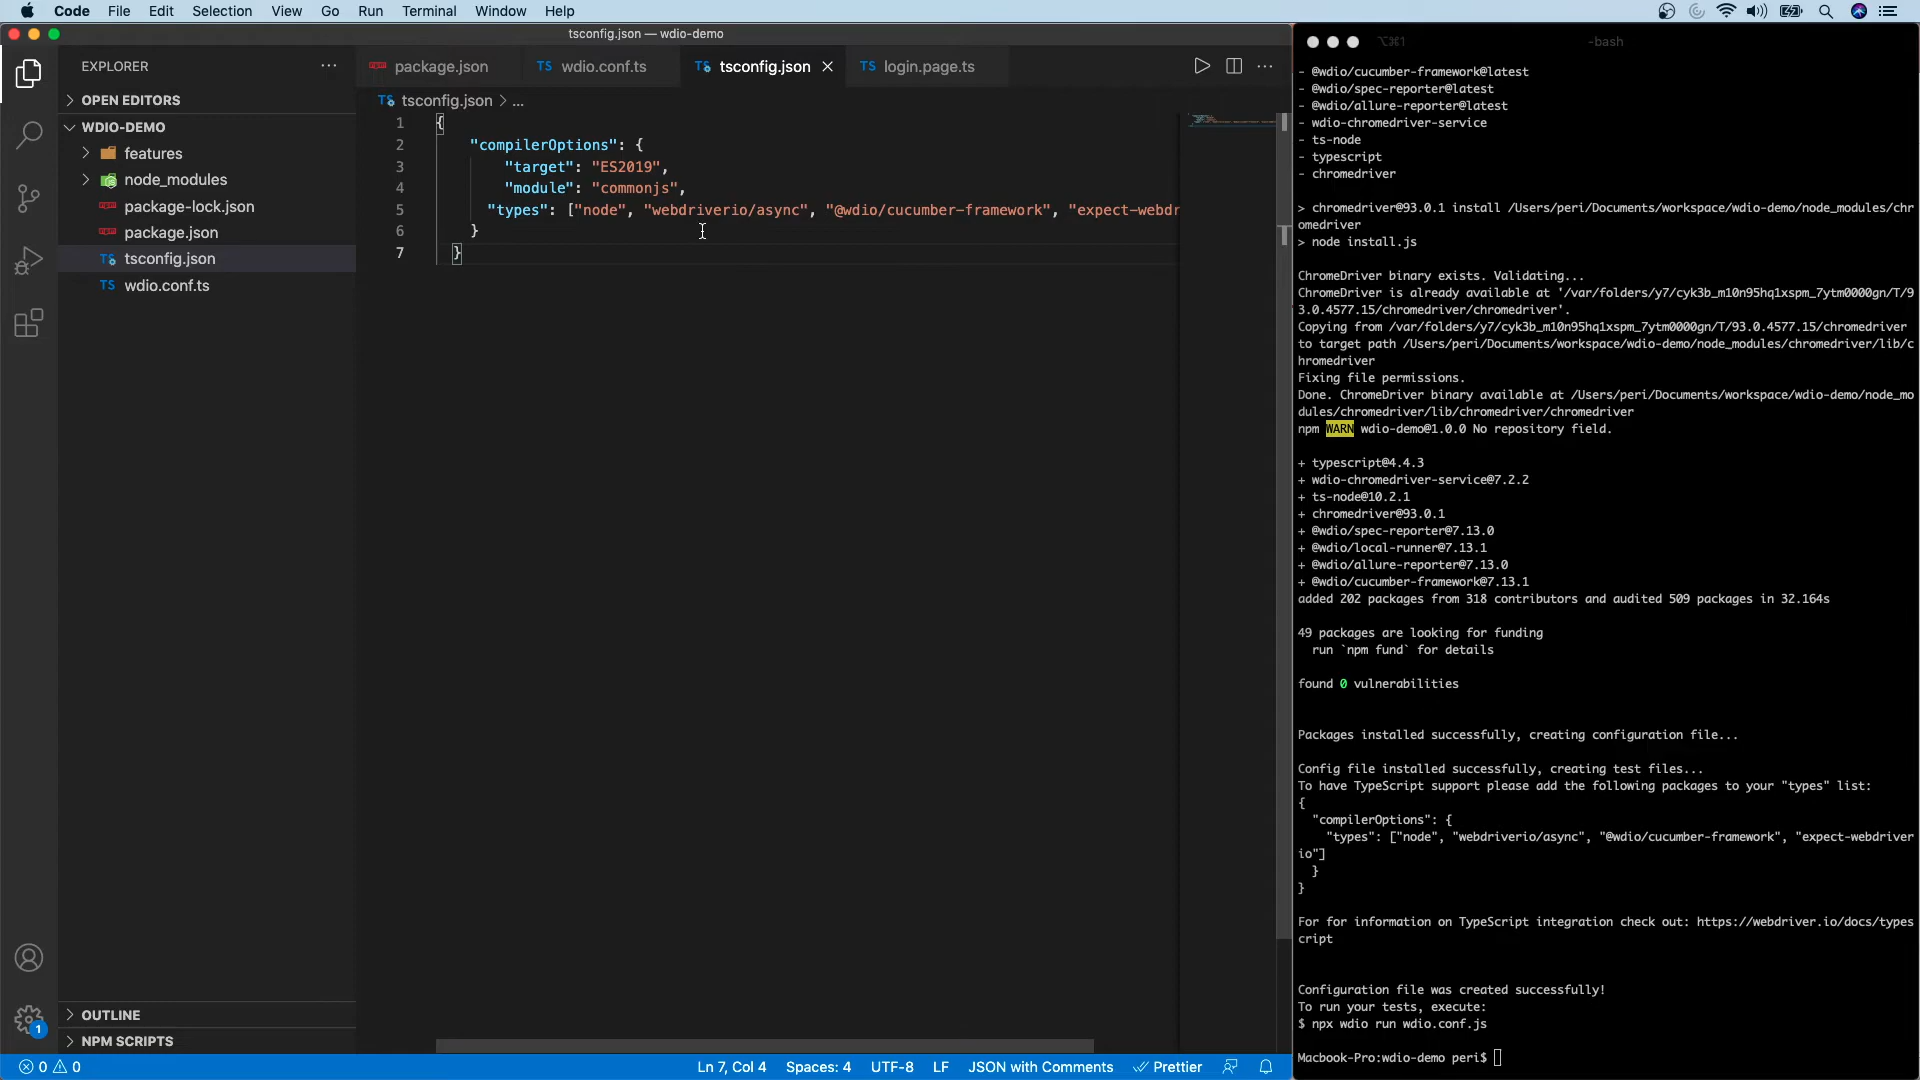 Code File Edit Selection View Go Run Terminal Window Help
tsconfig.json — wdio-demo
EXPLORER
OPEN EDITORS
WDIO-DEMO
features
node_modules
package-lock.json
package.json
TS tsconfig.json
TS wdio.conf.ts
OUTLINE
NPM SCRIPTS
1
package.json
TS wdio.conf.ts
TS tsconfig.json
TS login.page.ts
TS tsconfig.json > ...
1 {
2 "compilerOptions": {
3 "target": "ES2019",
4 "module": "commonjs",
5 "types": ["node", "webdriverio/async", "@wdio/cucumber-framework", "expect-webdr
6 }
7 }
0 0
Ln 7, Col 4 Spaces: 4 UTF-8 LF JSON with Comments Prettier
⌥⌘1 -bash
- @wdio/cucumber-framework@latest
- @wdio/spec-reporter@latest
- @wdio/allure-reporter@latest
- wdio-chromedriver-service
- ts-node
- typescript
- chromedriver
> chromedriver@93.0.1 install /Users/peri/Documents/workspace/wdio-demo/node_modules/chr
omedriver
> node install.js
ChromeDriver binary exists. Validating...
ChromeDriver is already available at '/var/folders/y7/cyk3b_m10n95hq1xspm_7ytm0000gn/T/9
3.0.4577.15/chromedriver/chromedriver'.
Copying from /var/folders/y7/cyk3b_m10n95hq1xspm_7ytm0000gn/T/93.0.4577.15/chromedriver
to target path /Users/peri/Documents/workspace/wdio-demo/node_modules/chromedriver/lib/c
hromedriver
Fixing file permissions.
Done. ChromeDriver binary available at /Users/peri/Documents/workspace/wdio-demo/node_mo
dules/chromedriver/lib/chromedriver/chromedriver
npm WARN wdio-demo@1.0.0 No repository field.
+ typescript@4.4.3
+ wdio-chromedriver-service@7.2.2
+ ts-node@10.2.1
+ chromedriver@93.0.1
+ @wdio/spec-reporter@7.13.0
+ @wdio/local-runner@7.13.1
+ @wdio/allure-reporter@7.13.0
+ @wdio/cucumber-framework@7.13.1
added 202 packages from 318 contributors and audited 509 packages in 32.164s
49 packages are looking for funding
run `npm fund` for details
found 0 vulnerabilities
Packages installed successfully, creating configuration file...
Config file installed successfully, creating test files...
To have TypeScript support please add the following packages to your "types" list:
{
"compilerOptions": {
"types": ["node", "webdriverio/async", "@wdio/cucumber-framework", "expect-webdriver
io"]
}
}
For for information on TypeScript integration check out: https://webdriver.io/docs/types
cript
Configuration file was created successfully!
To run your tests, execute:
$ npx wdio run wdio.conf.js
Macbook-Pro:wdio-demo peri$